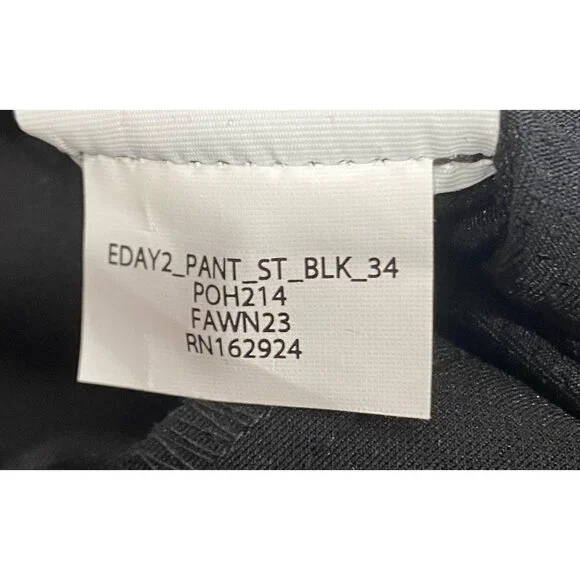 EDAY2_PANT_ST_BLK_34
POH214
FAWN23
RN162924